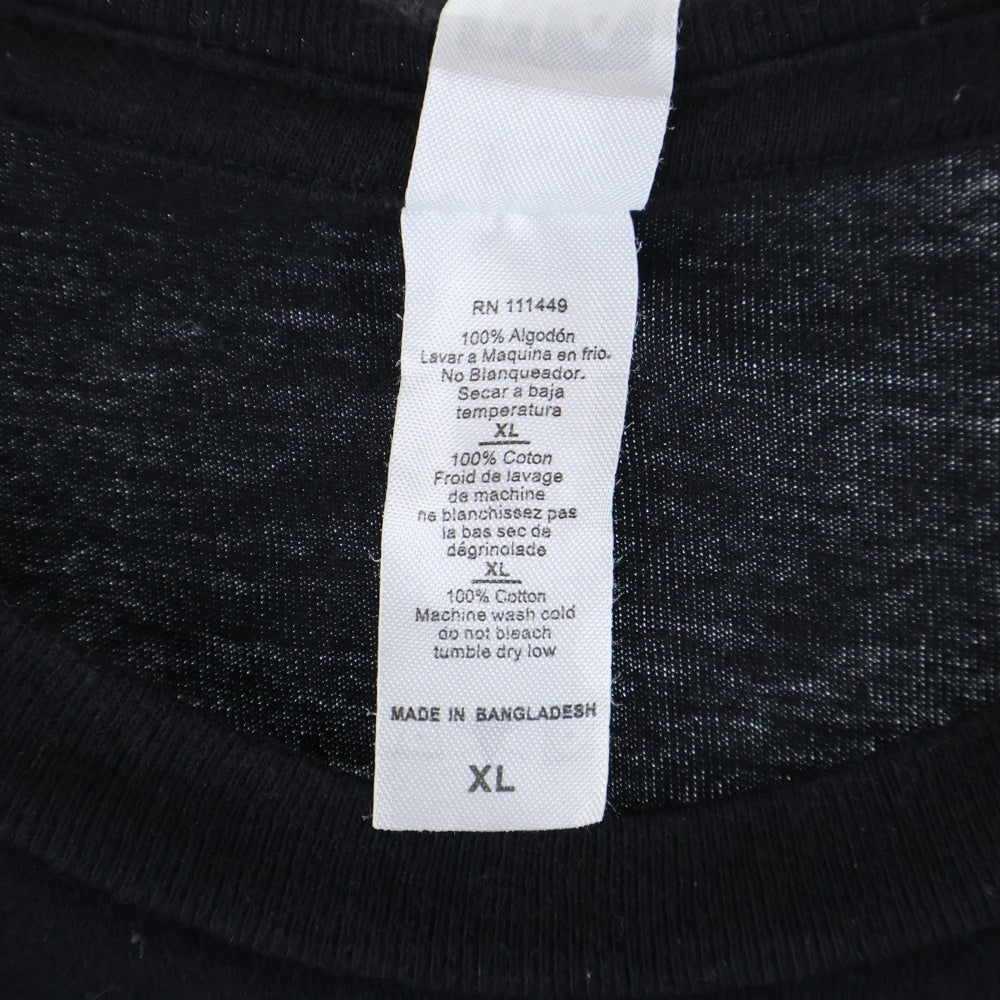 RN 111449
100% Algodón
Lavar a Maquina en frio.
No Blanqueador.
Secar a baja
temperatura
XL
100% Coton
Froid de lavage
de machine
ne blanchissez pas
la bas sec de
dégrinolade
XL
100% Cotton
Machine wash cold
do not bleach
tumble dry low
MADE IN BANGLADESH
XL